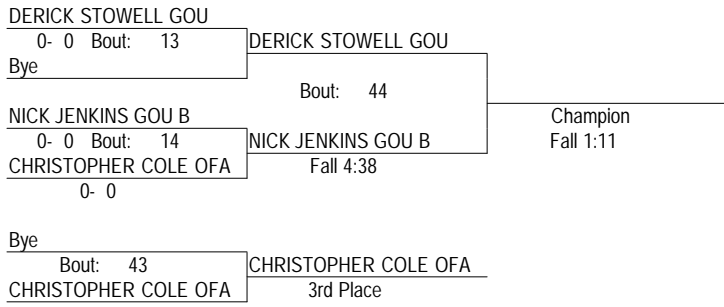 DERICK STOWELL GOU
0- 0 Bout: 13
DERICK STOWELL GOU
Bye
Bout: 44
NICK JENKINS GOU B
Champion
0- 0 Bout: 14
NICK JENKINS GOU B
Fall 1:11
CHRISTOPHER COLE OFA
Fall 4:38
0- 0
Bye
Bout: 43
CHRISTOPHER COLE OFA
CHRISTOPHER COLE OFA
3rd Place